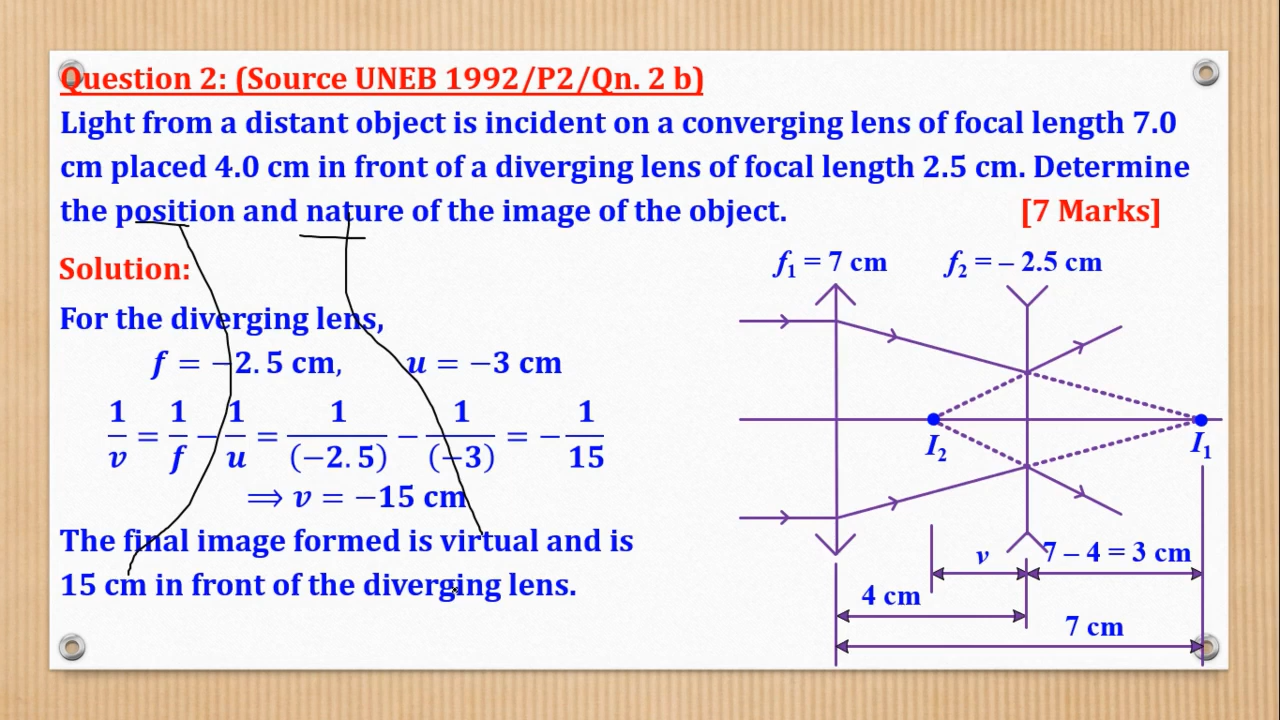 Question 2: (Source UNEB 1992/P2/Qn. 2 b)
Light from a distant object is incident on a converging lens of focal length 7.0
cm placed 4.0 cm in front of a diverging lens of focal length 2.5 cm. Determine
the position and nature of the image of the object. [7 Marks]
Solution:
For the diverging lens,
f = −2.5 cm, u = −3 cm
1/v = 1/f − 1/u = 1/(−2.5) − 1/(−3) = −1/15
⟹ v = −15 cm
The final image formed is virtual and is
15 cm in front of the diverging lens.
f₁ = 7 cm f₂ = – 2.5 cm
I₂ I₁
v 7 – 4 = 3 cm
4 cm
7 cm